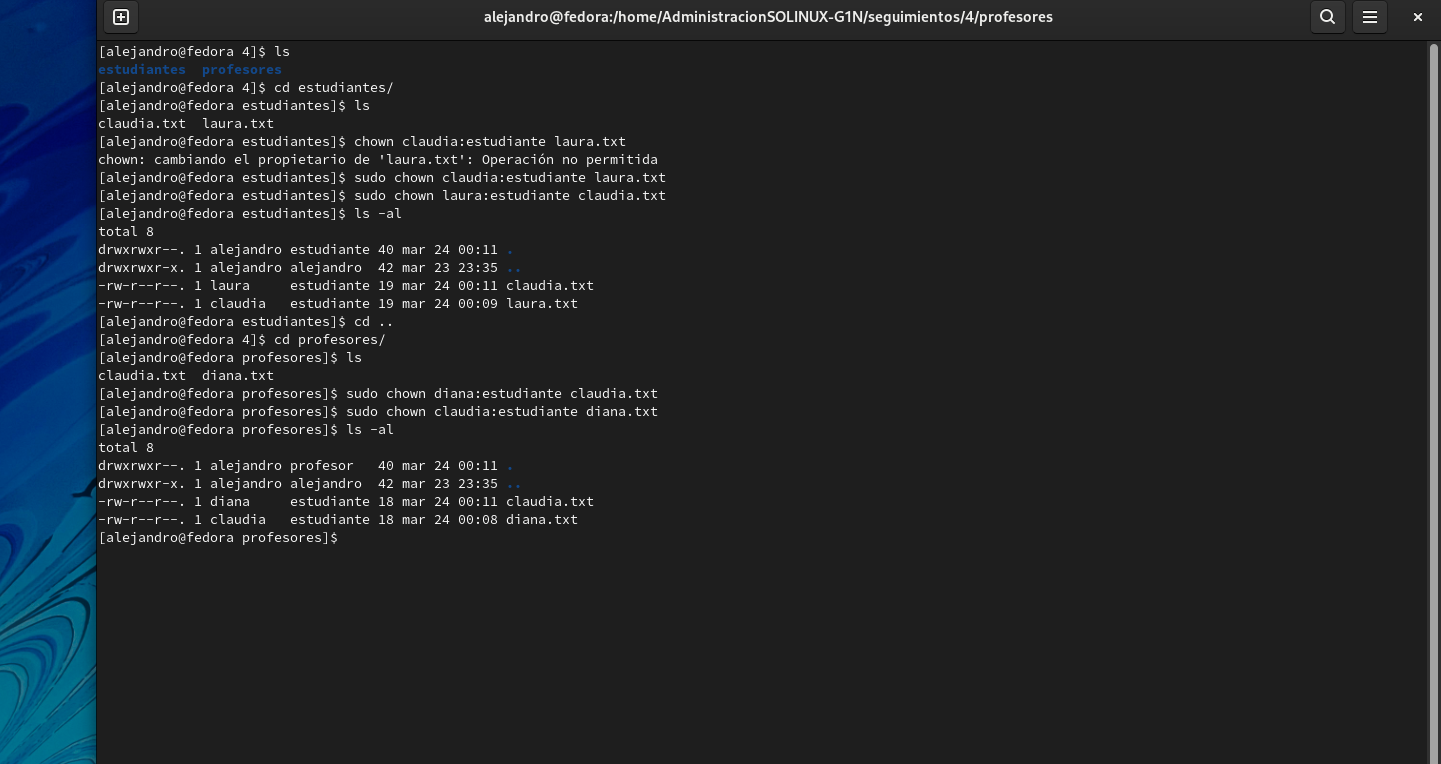 alejandro@fedora:/home/AdministracionSOLINUX-G1N/seguimientos/4/profesores
[alejandro@fedora 4]$ ls
estudiantes  profesores
[alejandro@fedora 4]$ cd estudiantes/
[alejandro@fedora estudiantes]$ ls
claudia.txt  laura.txt
[alejandro@fedora estudiantes]$ chown claudia:estudiante laura.txt
chown: cambiando el propietario de 'laura.txt': Operación no permitida
[alejandro@fedora estudiantes]$ sudo chown claudia:estudiante laura.txt
[alejandro@fedora estudiantes]$ sudo chown laura:estudiante claudia.txt
[alejandro@fedora estudiantes]$ ls -al
total 8
drwxrwxr--. 1 alejandro estudiante 40 mar 24 00:11 .
drwxrwxr-x. 1 alejandro alejandro  42 mar 23 23:35 ..
-rw-r--r--. 1 laura     estudiante 19 mar 24 00:11 claudia.txt
-rw-r--r--. 1 claudia   estudiante 19 mar 24 00:09 laura.txt
[alejandro@fedora estudiantes]$ cd ..
[alejandro@fedora 4]$ cd profesores/
[alejandro@fedora profesores]$ ls
claudia.txt  diana.txt
[alejandro@fedora profesores]$ sudo chown diana:estudiante claudia.txt
[alejandro@fedora profesores]$ sudo chown claudia:estudiante diana.txt
[alejandro@fedora profesores]$ ls -al
total 8
drwxrwxr--. 1 alejandro profesor   40 mar 24 00:11 .
drwxrwxr-x. 1 alejandro alejandro  42 mar 23 23:35 ..
-rw-r--r--. 1 diana     estudiante 18 mar 24 00:11 claudia.txt
-rw-r--r--. 1 claudia   estudiante 18 mar 24 00:08 diana.txt
[alejandro@fedora profesores]$